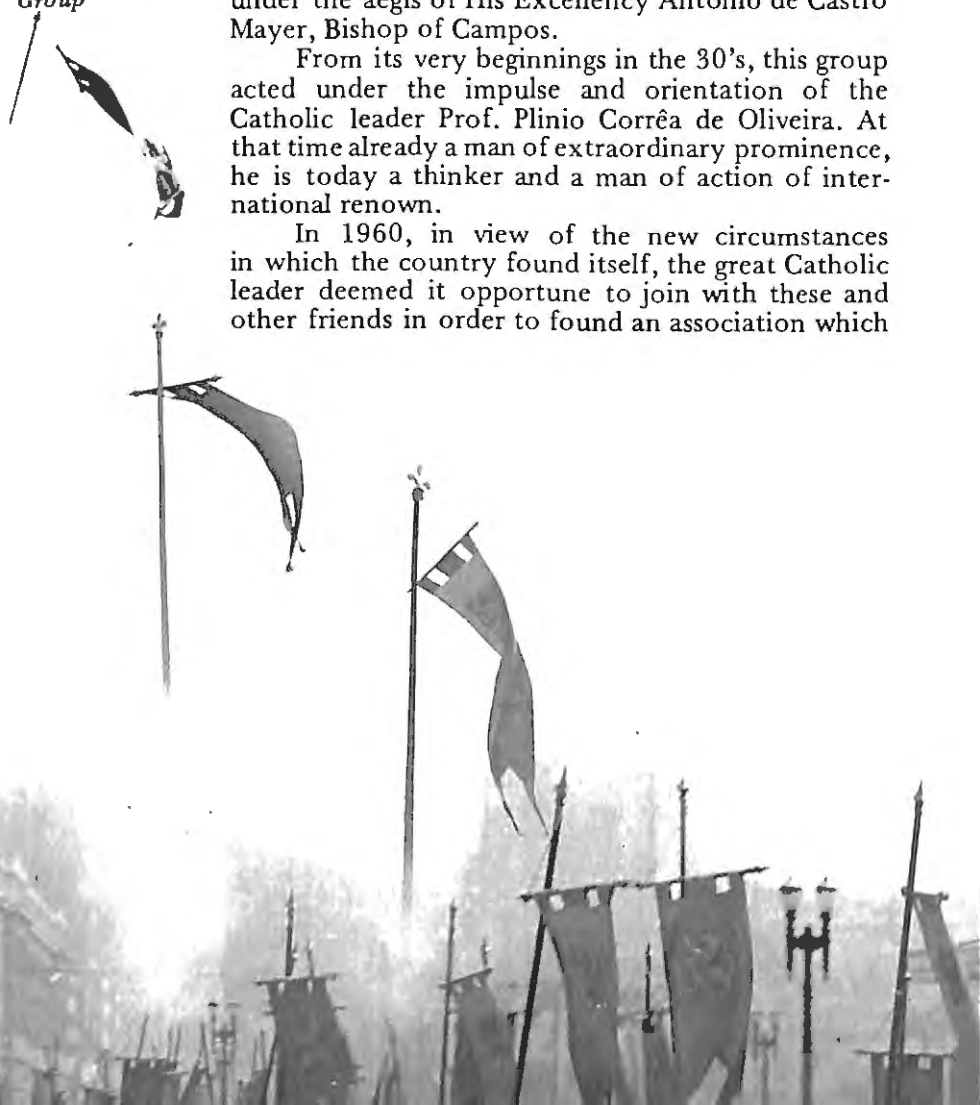 Group
under the aegis of His Excellency Antonio de Castro
Mayer, Bishop of Campos.
From its very beginnings in the 30's, this group
acted under the impulse and orientation of the
Catholic leader Prof. Plinio Corrêa de Oliveira. At
that time already a man of extraordinary prominence,
he is today a thinker and a man of action of inter-
national renown.
In 1960, in view of the new circumstances
in which the country found itself, the great Catholic
leader deemed it opportune to join with these and
other friends in order to found an association which